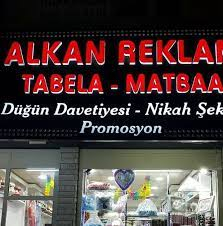 ALKAN REKLAM
TABELA - MATBAA
Düğün Davetiyesi - Nikah Şek
Promosyon